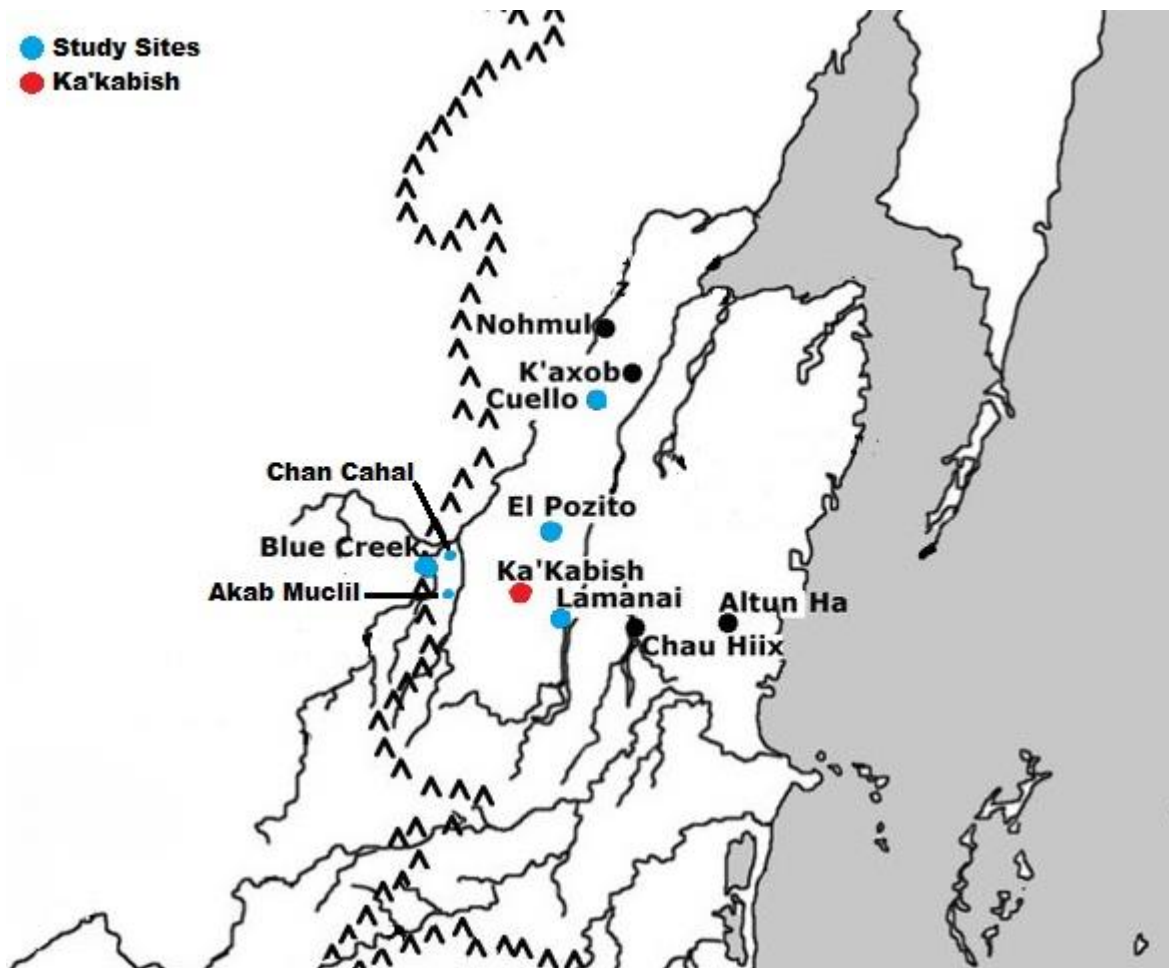 Study Sites
Ka'kabish
Nohmul
K'axob
Cuello
Chan Cahal
El Pozito
Blue Creek
Ka'Kabish
Akab Muclil
Lamanai
Altun Ha
Chau Hiix